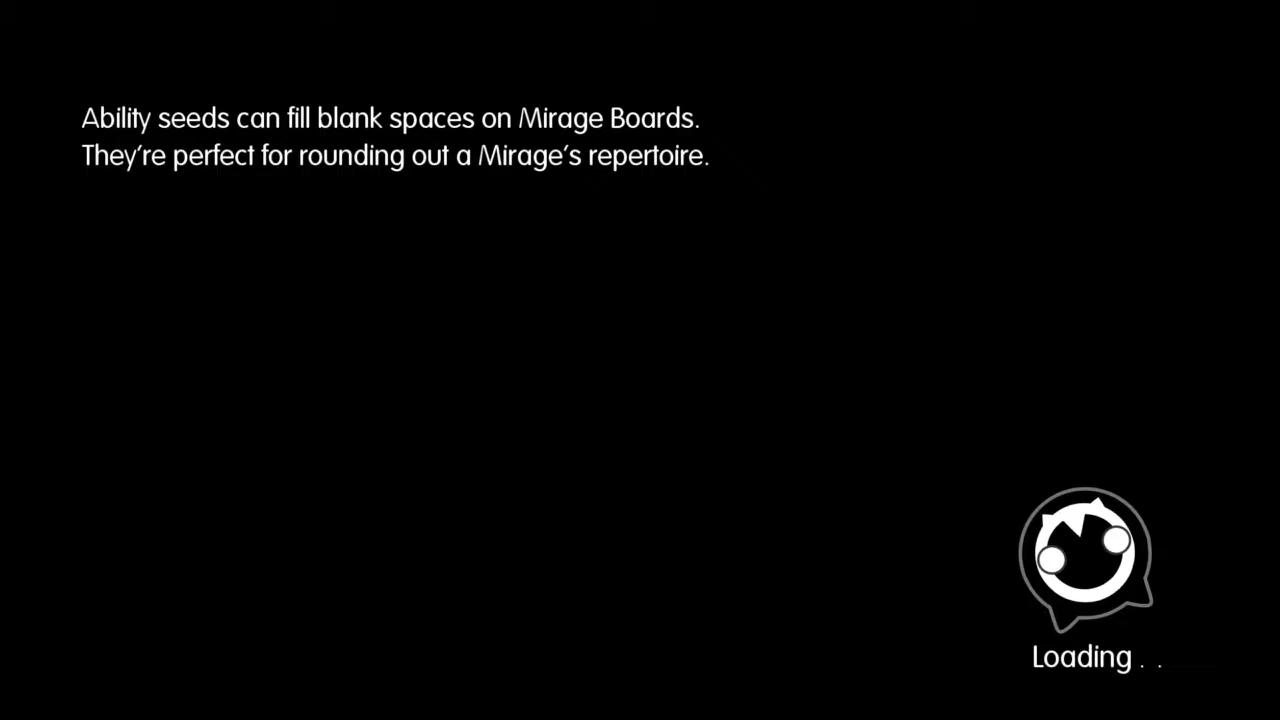 Ability seeds can fill blank spaces on Mirage Boards.
They're perfect for rounding out a Mirage's repertoire.
Loading . .